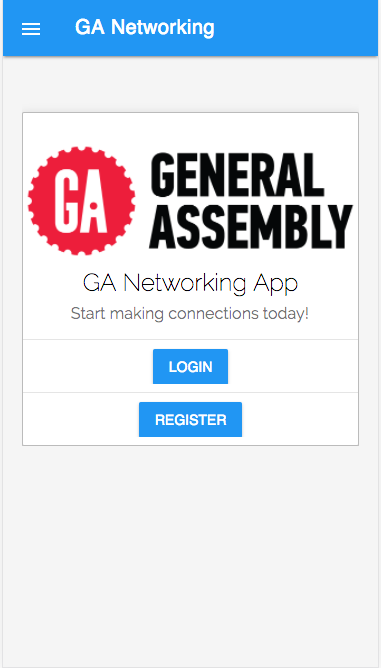 GA Networking
GA
GENERAL
ASSEMBLY
GA Networking App
Start making connections today!
LOGIN
REGISTER